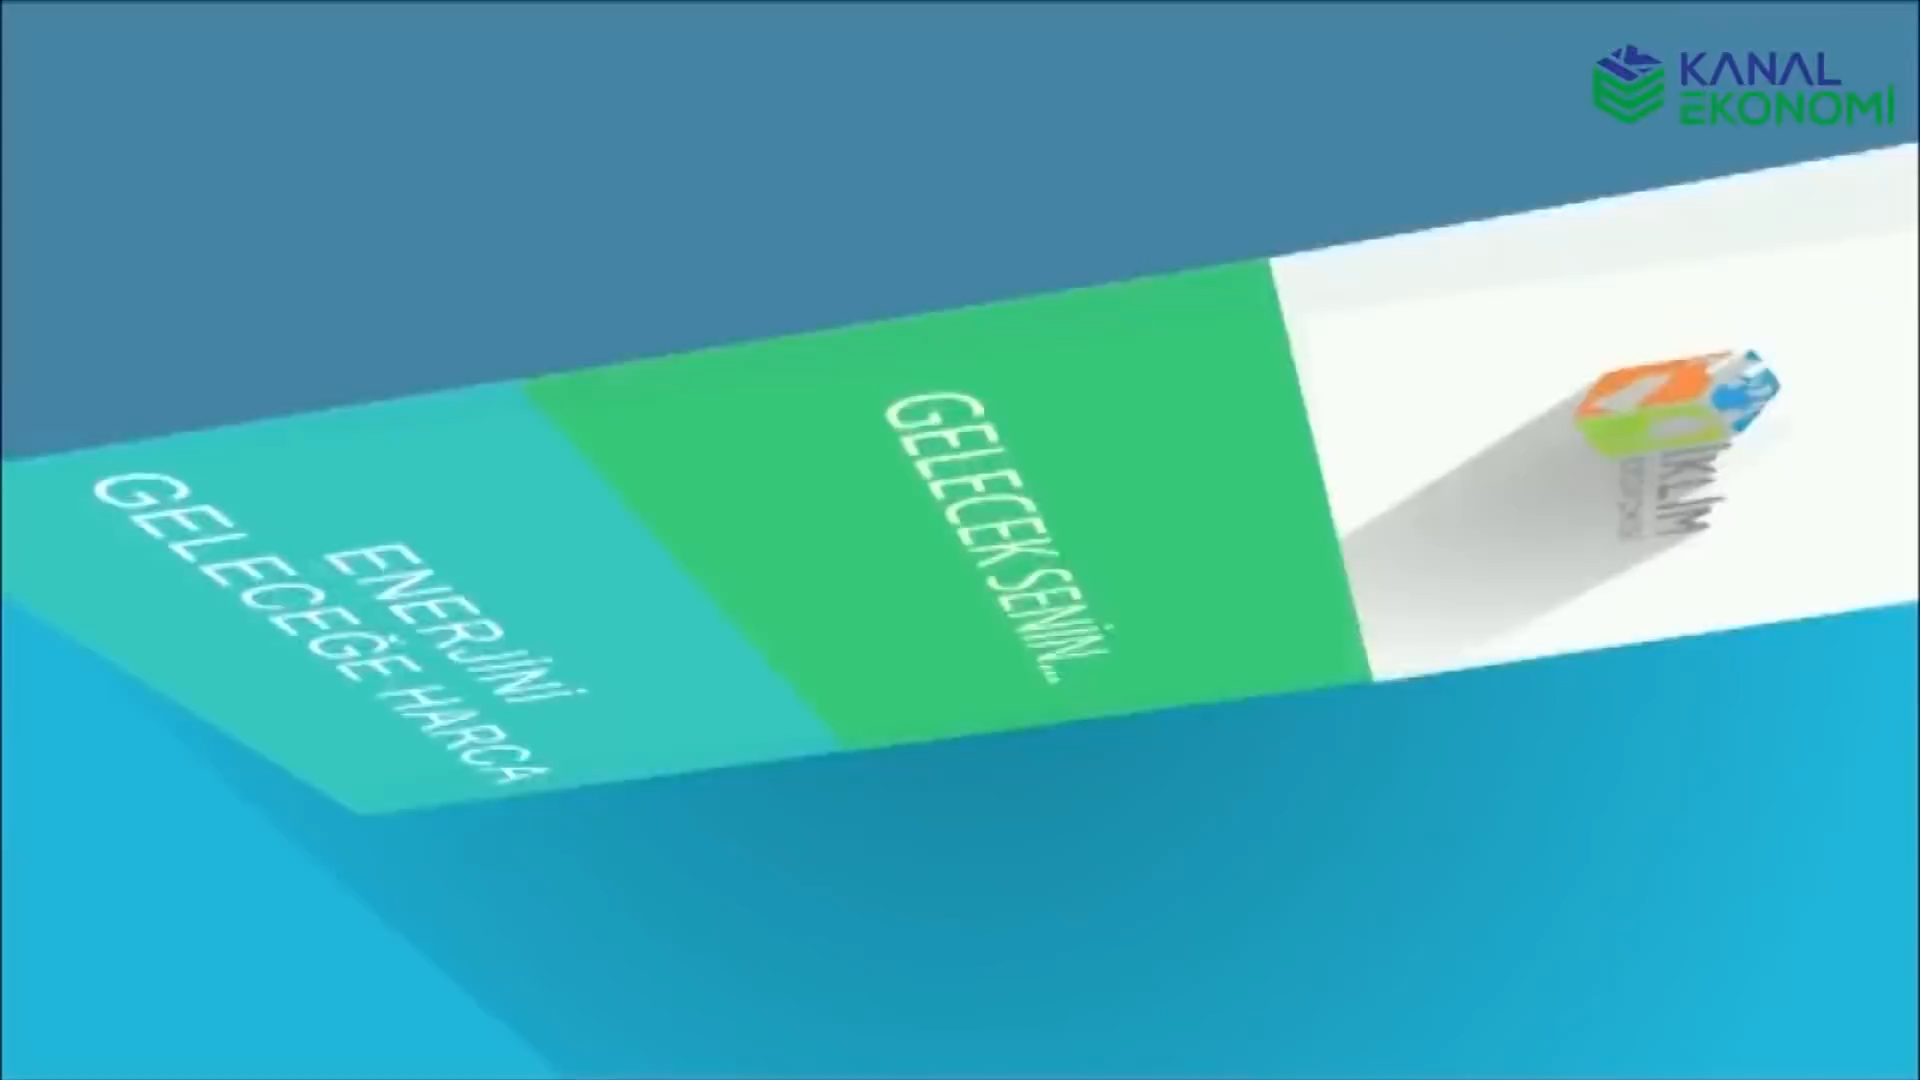 KANAL
EKONOMİ
ENERJİNİ
GELECEĞE HARCA
GELECEK SENİN...
İKLİM